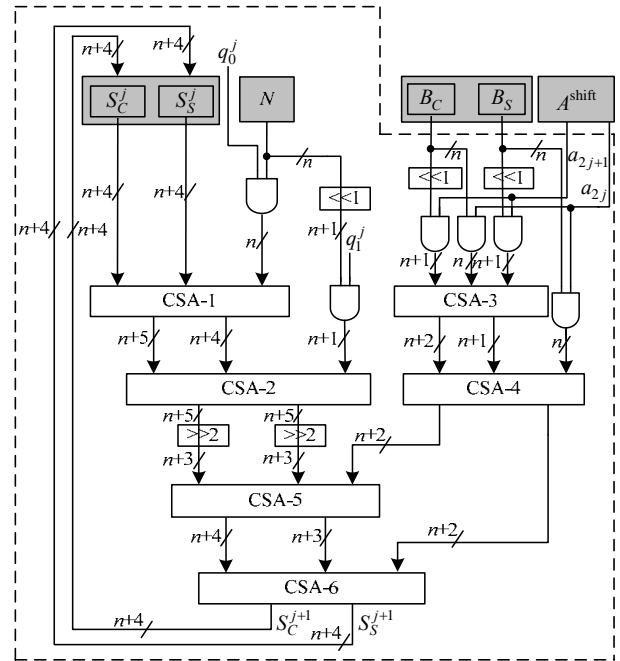 n+4 n+4 q_0^j
S_C^j S_S^j N B_C B_S A^shift
n n n a_{2j+1}
<<1 <<1 <<1 a_{2j}
n+4 n+4
n+4 n+4 n n+1 q_1^j n+1 n n+1
CSA-1 CSA-3
n+5 n+4 n+1 n+2 n+1 n
CSA-2 CSA-4
n+5 n+5
>>2 >>2 n+2
n+3 n+3
CSA-5
n+4 n+3 n+2
CSA-6
n+4 S_C^{j+1} S_S^{j+1}
n+4